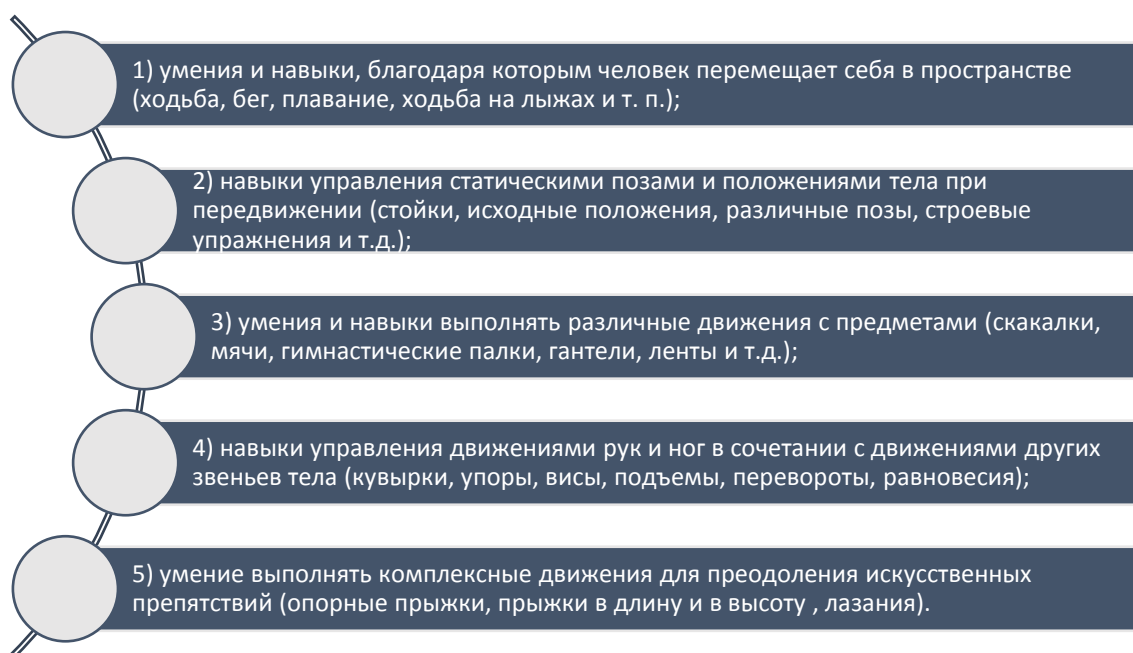 1) умения и навыки, благодаря которым человек перемещает себя в пространстве
(ходьба, бег, плавание, ходьба на лыжах и т. п.);
2) навыки управления статическими позами и положениями тела при
передвижении (стойки, исходные положения, различные позы, строевые
упражнения и т.д.);
3) умения и навыки выполнять различные движения с предметами (скакалки,
мячи, гимнастические палки, гантели, ленты и т.д.);
4) навыки управления движениями рук и ног в сочетании с движениями других
звеньев тела (кувырки, упоры, висы, подъемы, перевороты, равновесия);
5) умение выполнять комплексные движения для преодоления искусственных
препятствий (опорные прыжки, прыжки в длину и в высоту , лазания).